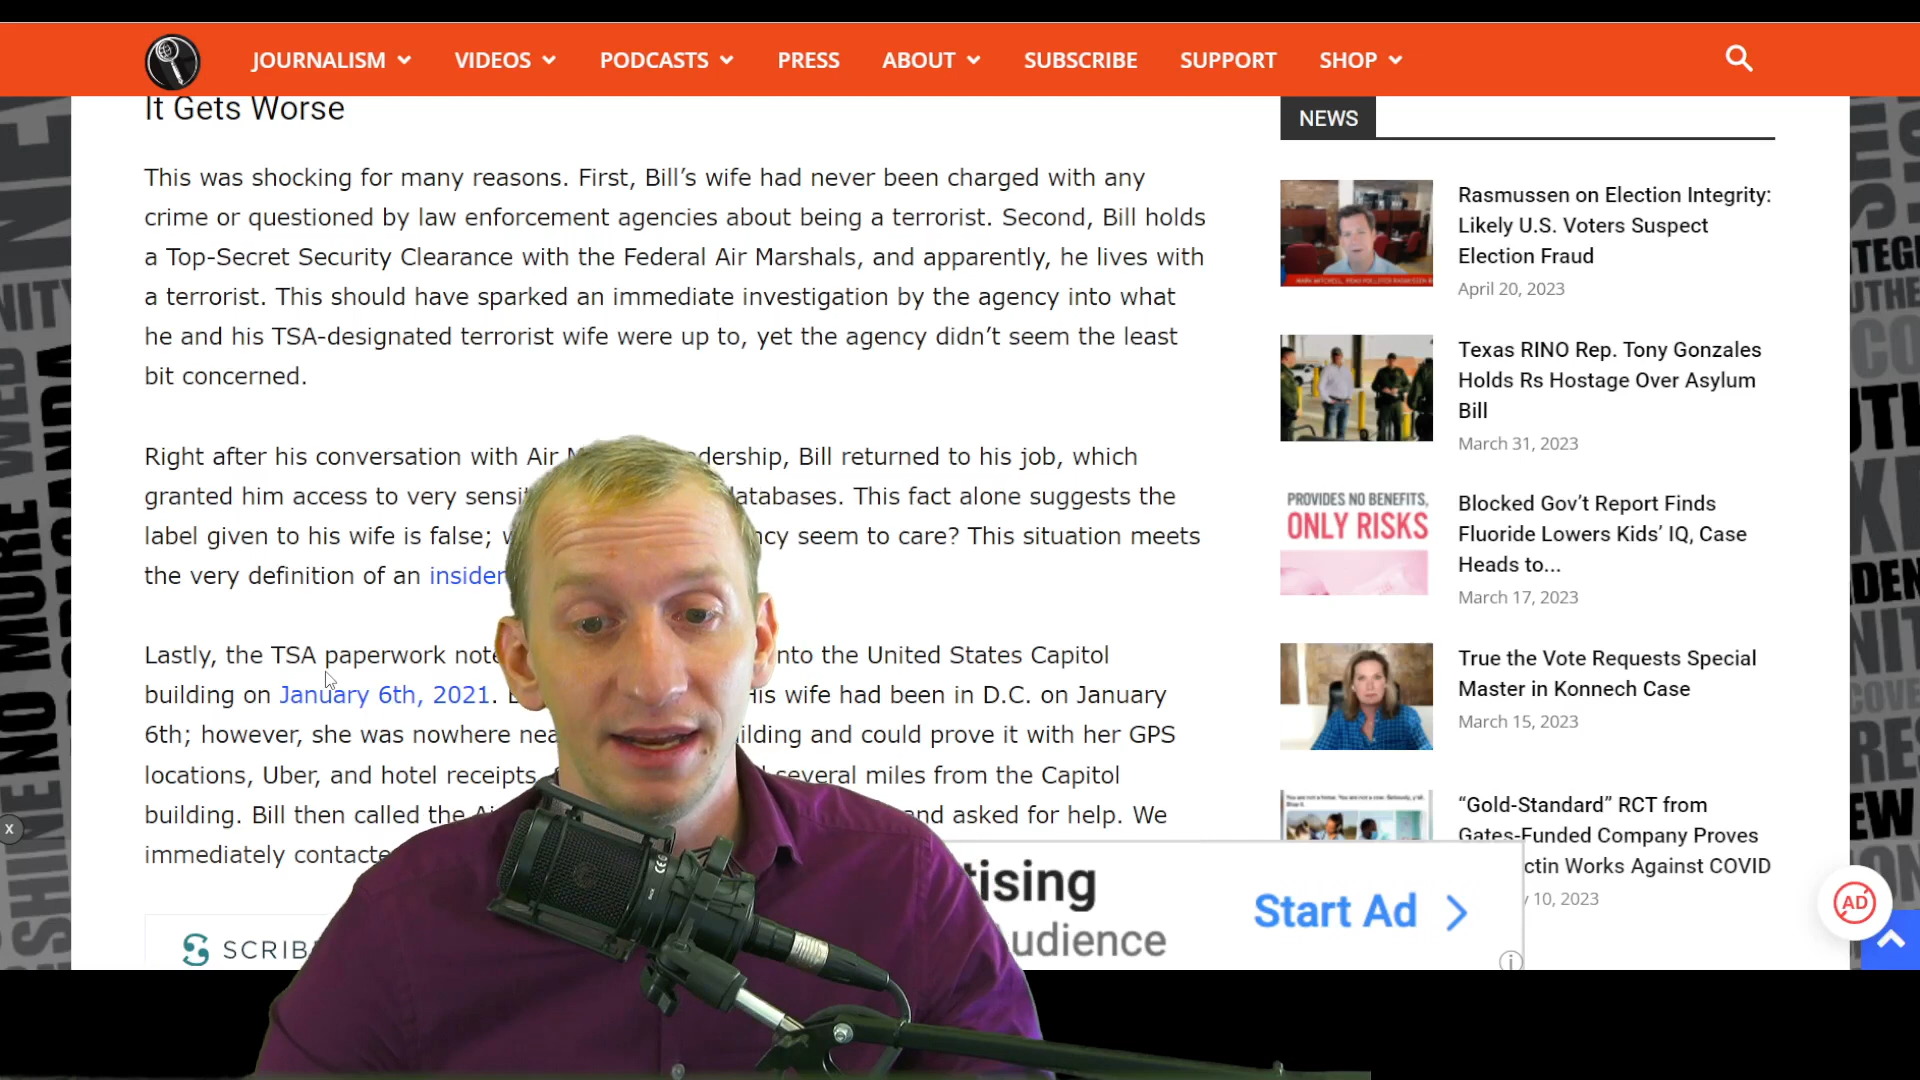 JOURNALISM VIDEOS PODCASTS PRESS ABOUT SUBSCRIBE SUPPORT SHOP
It Gets Worse
This was shocking for many reasons. First, Bill’s wife had never been charged with any
crime or questioned by law enforcement agencies about being a terrorist. Second, Bill holds
a Top-Secret Security Clearance with the Federal Air Marshals, and apparently, he lives with
a terrorist. This should have sparked an immediate investigation by the agency into what
he and his TSA-designated terrorist wife were up to, yet the agency didn’t seem the least
bit concerned.
Right after his conversation with Air dership, Bill returned to his job, which
granted him access to very sensit atabases. This fact alone suggests the
label given to his wife is false; ncy seem to care? This situation meets
the very definition of an insider
Lastly, the TSA paperwork note nto the United States Capitol
building on January 6th, 2021. His wife had been in D.C. on January
6th; however, she was nowhere nea ilding and could prove it with her GPS
locations, Uber, and hotel receipts several miles from the Capitol
building. Bill then called the and asked for help. We
immediately contacte
SCRIB
NEWS
Rasmussen on Election Integrity:
Likely U.S. Voters Suspect
Election Fraud
April 20, 2023
Texas RINO Rep. Tony Gonzales
Holds Rs Hostage Over Asylum
Bill
March 31, 2023
PROVIDES NO BENEFITS,
ONLY RISKS
Blocked Gov’t Report Finds
Fluoride Lowers Kids’ IQ, Case
Heads to...
March 17, 2023
True the Vote Requests Special
Master in Konnech Case
March 15, 2023
“Gold-Standard” RCT from
Gates-Funded Company Proves
ctin Works Against COVID
10, 2023
tising
udience
Start Ad
AD
x
NO MORE